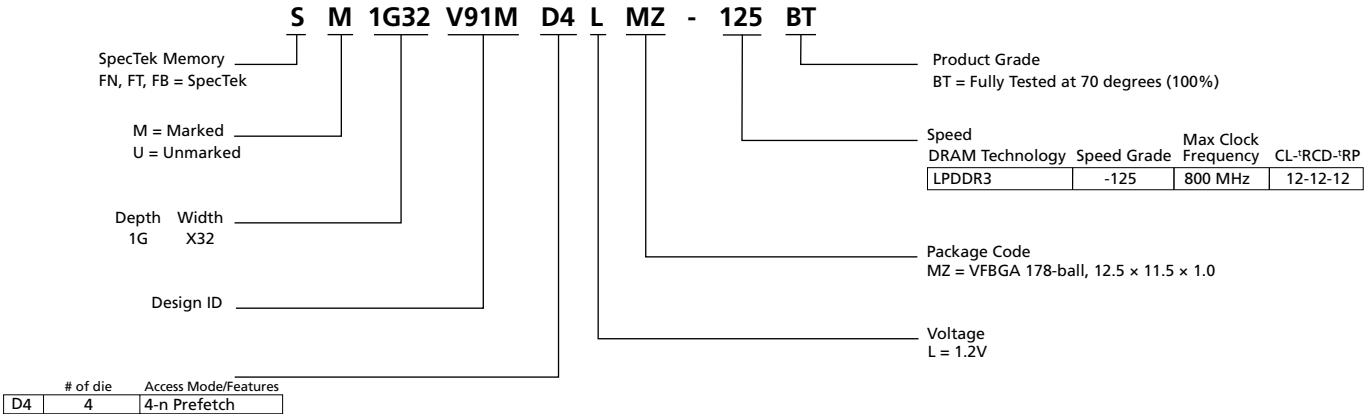 S M 1G32 V91M D4 L MZ - 125 BT
SpecTek Memory
FN, FT, FB = SpecTek
M = Marked
U = Unmarked
Depth Width
1G X32
Design ID
# of die Access Mode/Features
D4 4 4-n Prefetch
Product Grade
BT = Fully Tested at 70 degrees (100%)
Speed
Max Clock
DRAM Technology Speed Grade Frequency CL-ᵗRCD-ᵗRP
LPDDR3 -125 800 MHz 12-12-12
Package Code
MZ = VFBGA 178-ball, 12.5 × 11.5 × 1.0
Voltage
L = 1.2V